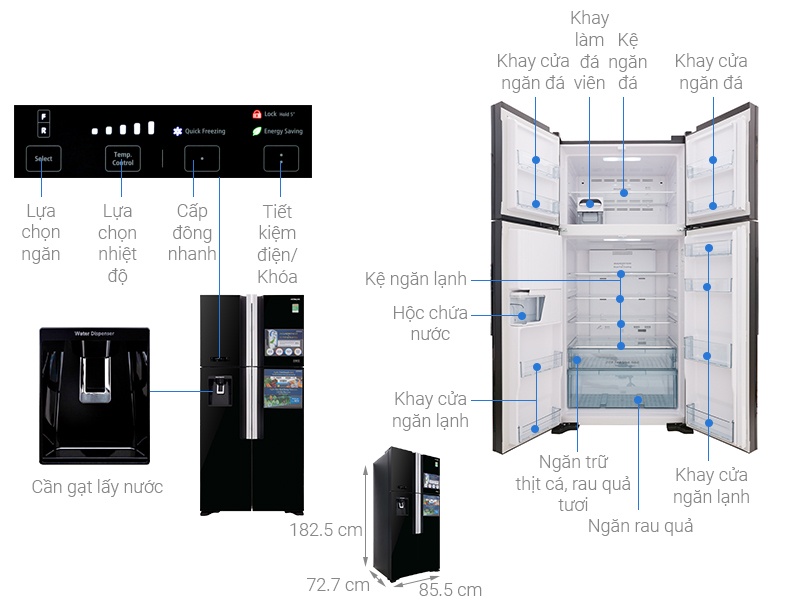 Khay
làm
đá
viên
Kệ
ngăn
đá
Khay cửa
ngăn đá
Khay cửa
ngăn đá
F
R
Select
Temp.
Control
Quick Freezing
Lock Hold 5"
Energy Saving
Lựa
chọn
ngăn
Lựa
chọn
nhiệt
độ
Cấp
đông
nhanh
Tiết
kiệm
điện/
Khóa
Kệ ngăn lạnh
Hộc chứa
nước
Khay cửa
ngăn lạnh
Water Dispenser
Cần gạt lấy nước
Ngăn trữ
thịt cá, rau quả
tươi
Ngăn rau quả
Khay cửa
ngăn lạnh
182.5 cm
72.7 cm
85.5 cm